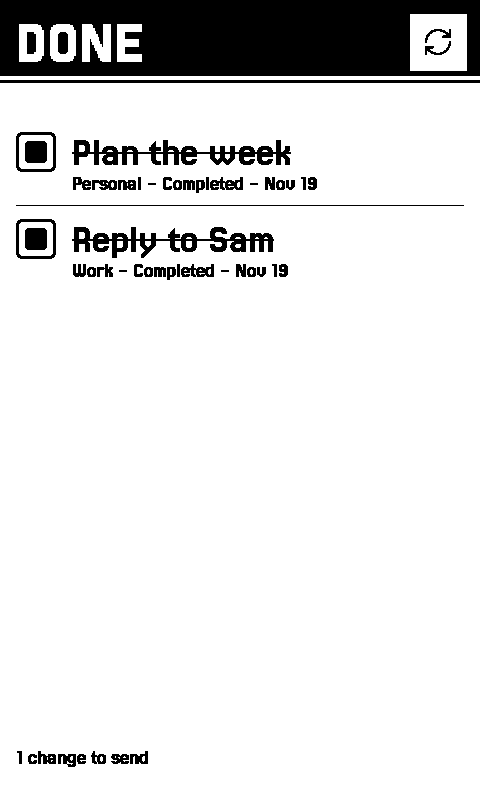 DONE
Plan the week
Personal – Completed – Nov 19
Reply to Sam
Work – Completed – Nov 19
1 change to send